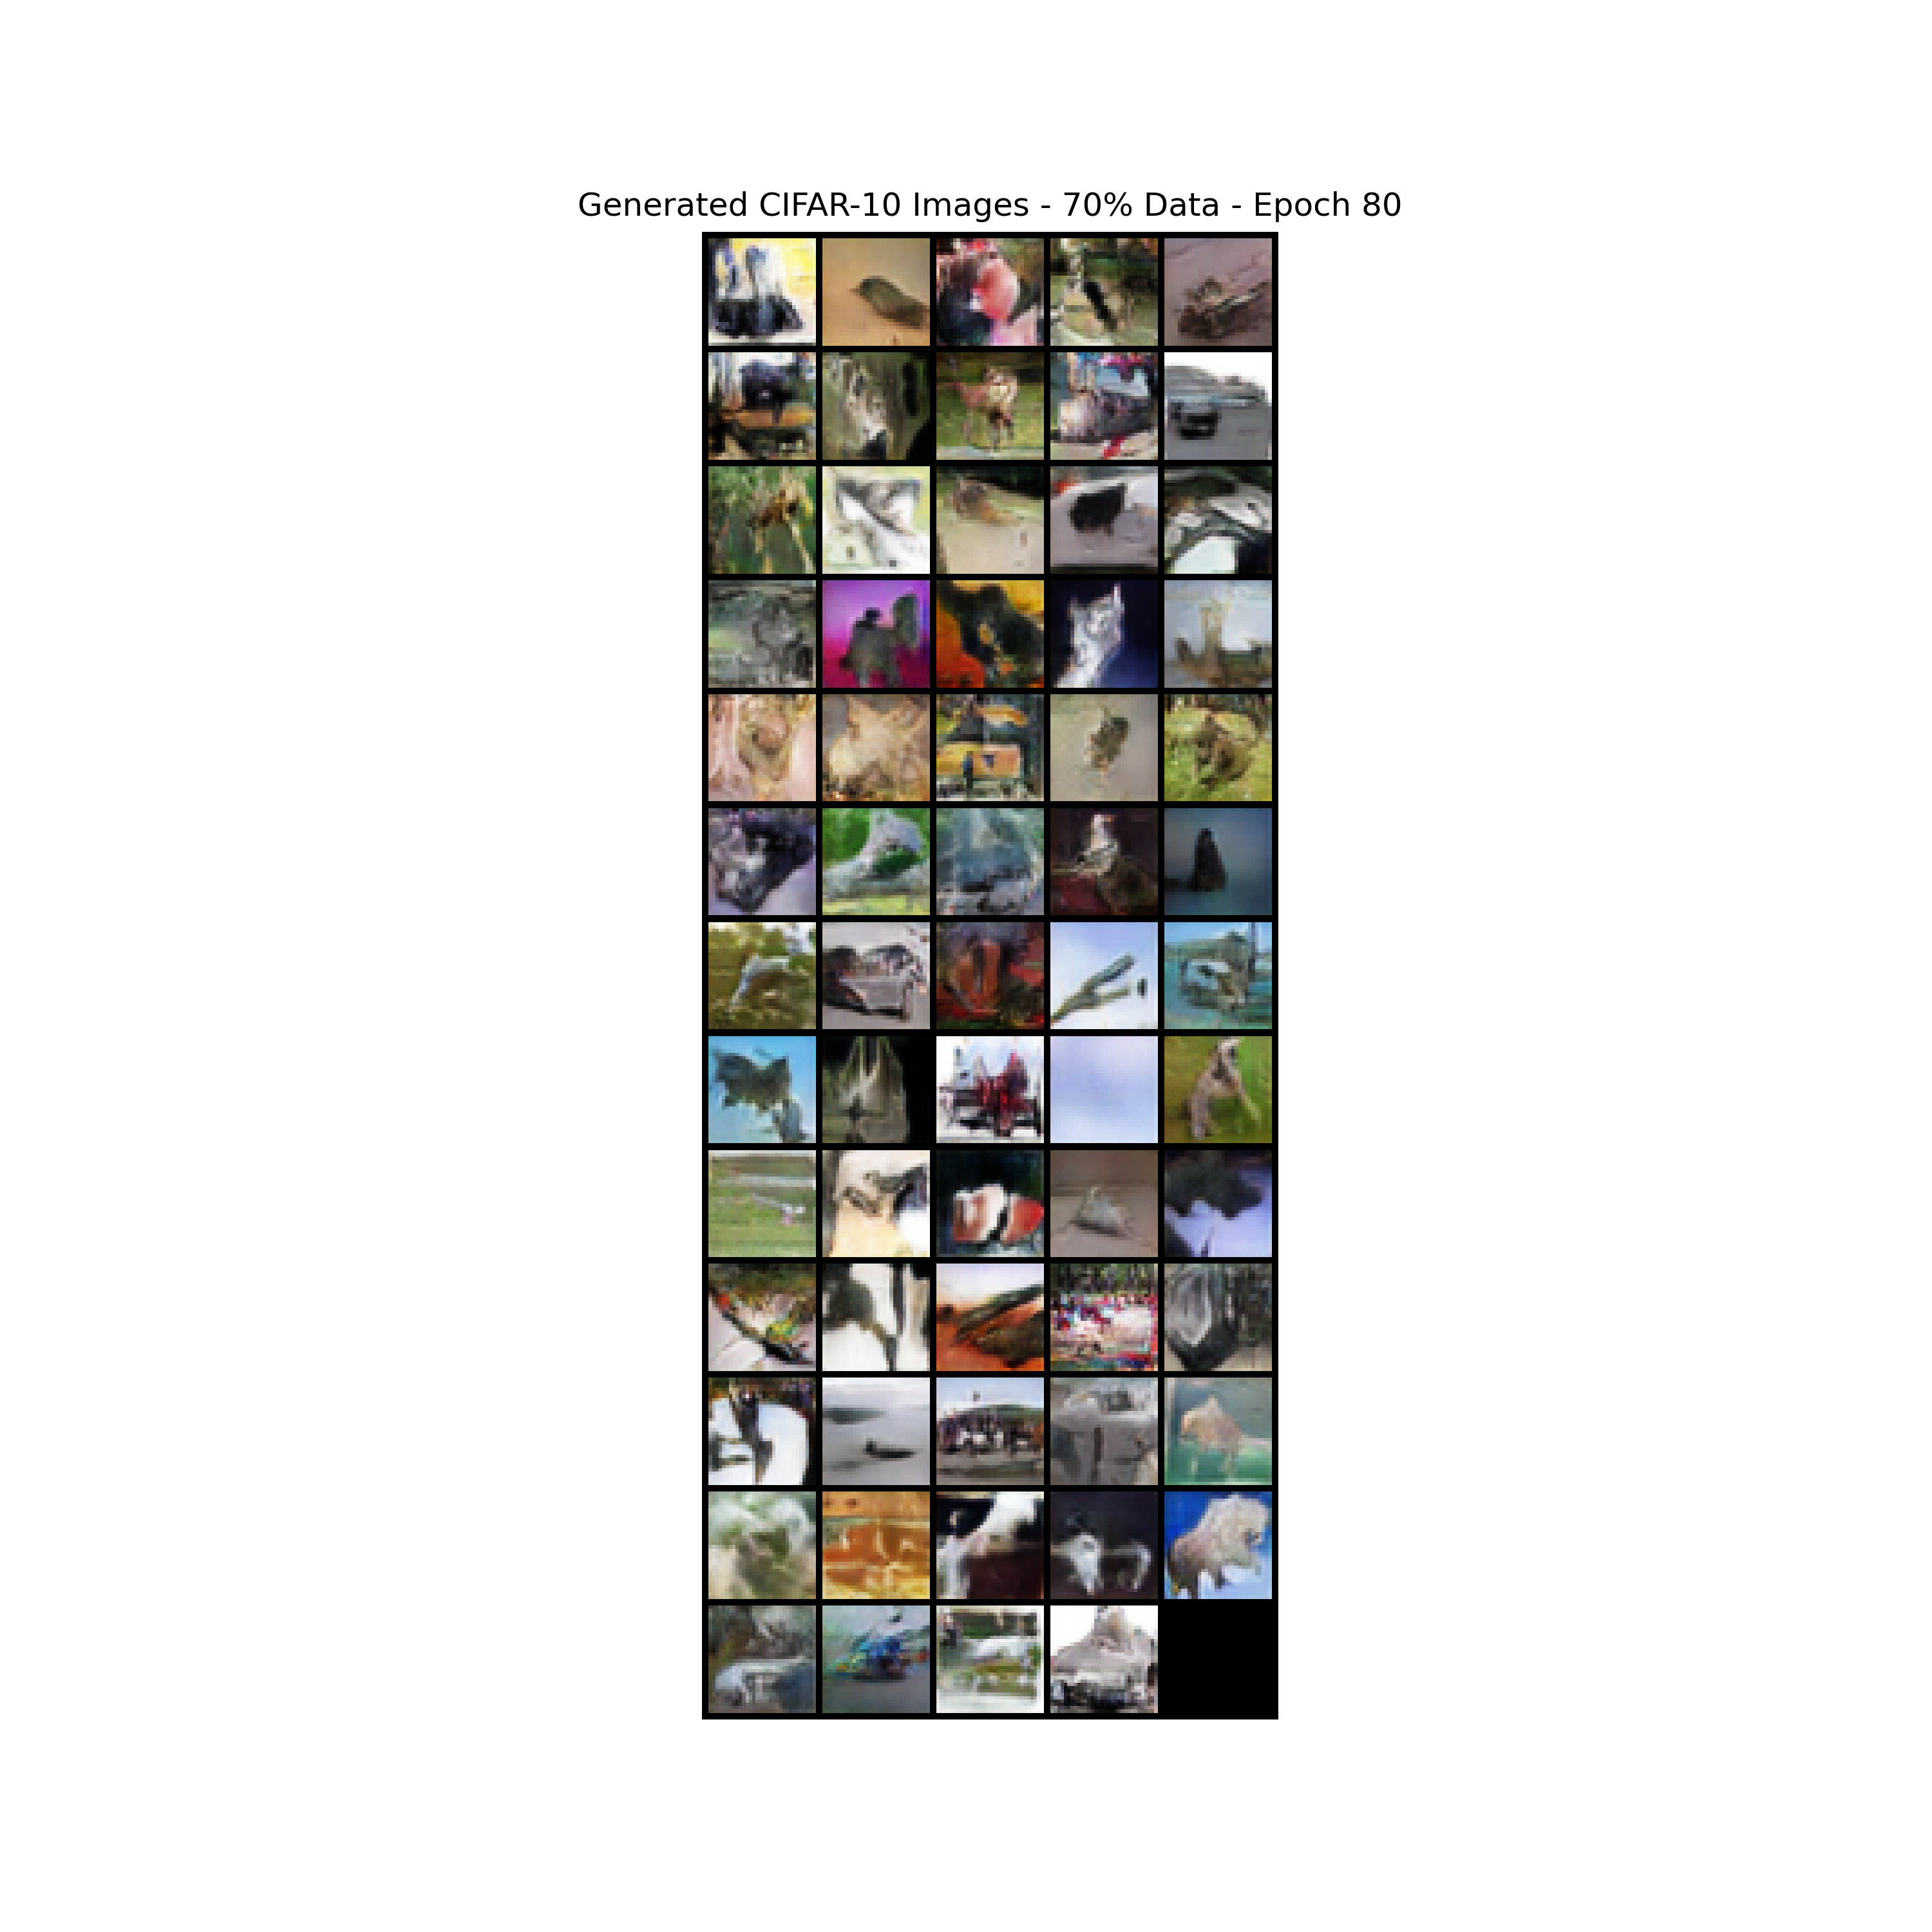 Generated CIFAR-10 Images - 70% Data - Epoch 80